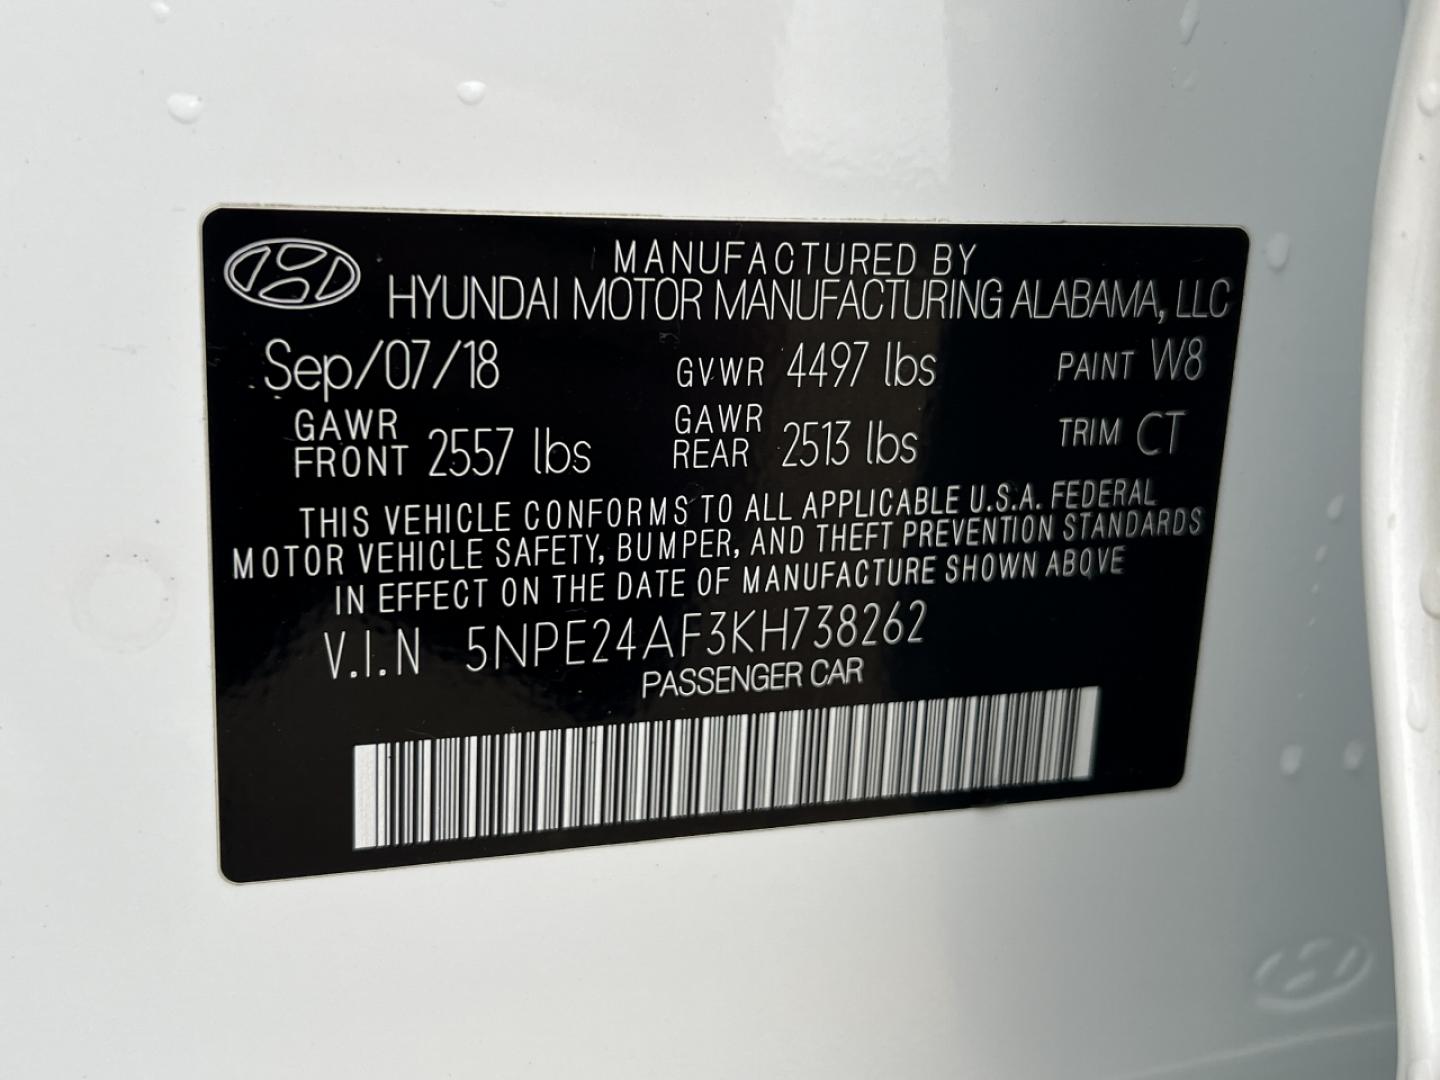 MANUFACTURED BY
HYUNDAI MOTOR MANUFACTURING ALABAMA, LLC
Sep/07/18 GVWR 4497 lbs PAINT W8
GAWR FRONT 2557 lbs GAWR REAR 2513 lbs TRIM CT
THIS VEHICLE CONFORMS TO ALL APPLICABLE U.S.A. FEDERAL
MOTOR VEHICLE SAFETY, BUMPER, AND THEFT PREVENTION STANDARDS
IN EFFECT ON THE DATE OF MANUFACTURE SHOWN ABOVE
V.I.N 5NPE24AF3KH738262
PASSENGER CAR